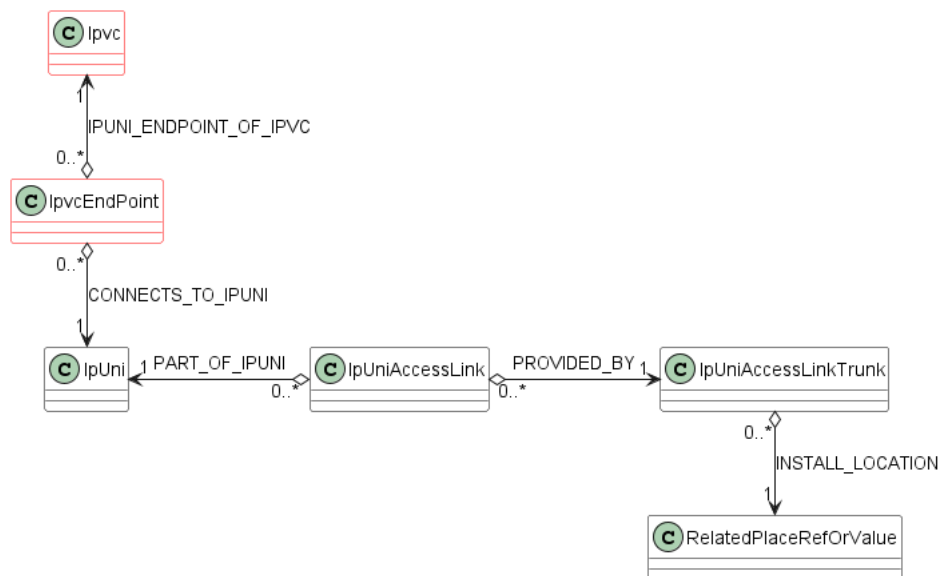 C Ipvc
1
IPUNI_ENDPOINT_OF_IPVC
0..*
C IpvcEndPoint
0..*
CONNECTS_TO_IPUNI
1
C IpUni
1 PART_OF_IPUNI
0..*
C IpUniAccessLink
PROVIDED_BY 1
0..*
C IpUniAccessLinkTrunk
0..*
INSTALL_LOCATION
1
C RelatedPlaceRefOrValue